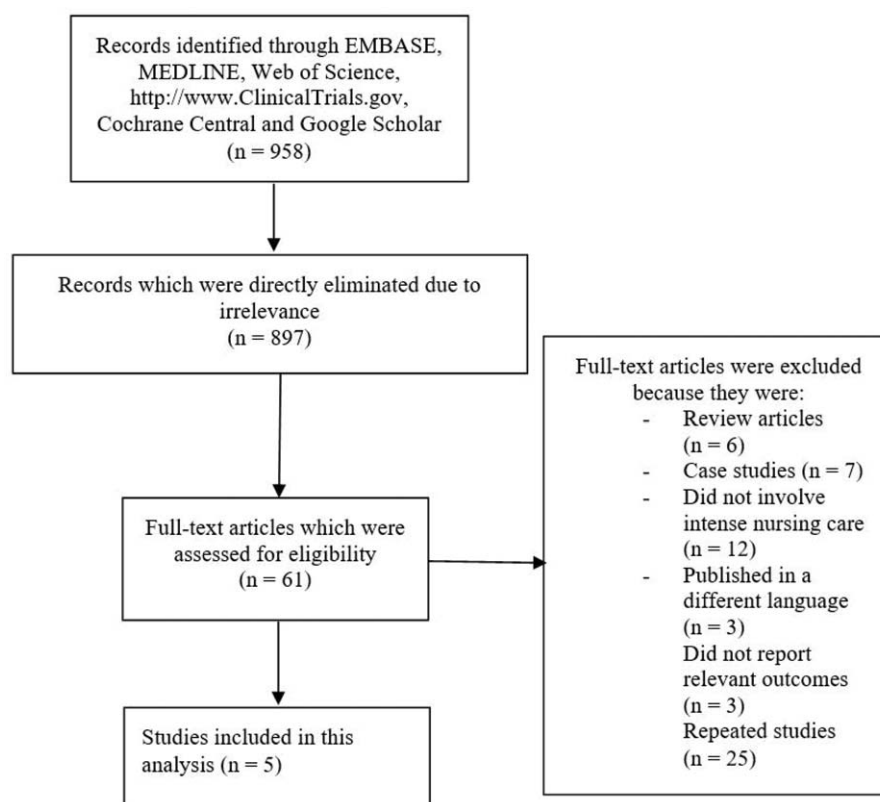 Records identified through EMBASE,
MEDLINE, Web of Science,
http://www.ClinicalTrials.gov,
Cochrane Central and Google Scholar
(n = 958)
Records which were directly eliminated due to
irrelevance
(n = 897)
Full-text articles which were
assessed for eligibility
(n = 61)
Studies included in this
analysis (n = 5)
Full-text articles were excluded
because they were:
- Review articles
(n = 6)
- Case studies (n = 7)
- Did not involve
intense nursing care
(n = 12)
- Published in a
different language
(n = 3)
Did not report
relevant outcomes
(n = 3)
Repeated studies
(n = 25)